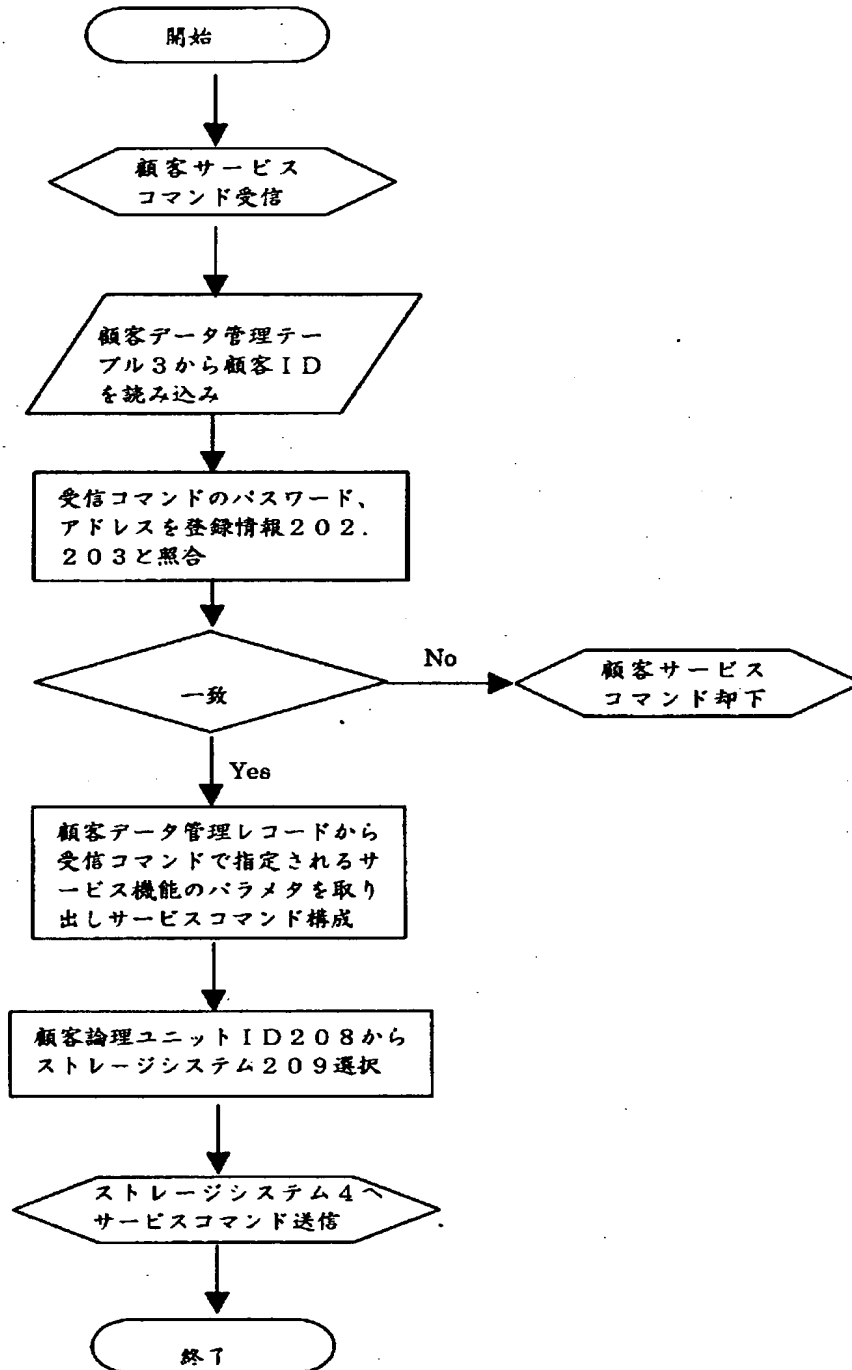 開始
顧客サービス
コマンド受信
顧客データ管理テー
ブル3から顧客ID
を読み込み
受信コマンドのパスワード、
アドレスを登録情報202.
203と照合
一致
No
顧客サービス
コマンド却下
Yes
顧客データ管理レコードから
受信コマンドで指定されるサ
ービス機能のパラメタを取り
出しサービスコマンド構成
顧客論理ユニットID208から
ストレージシステム209選択
ストレージシステム4へ
サービスコマンド送信
終了